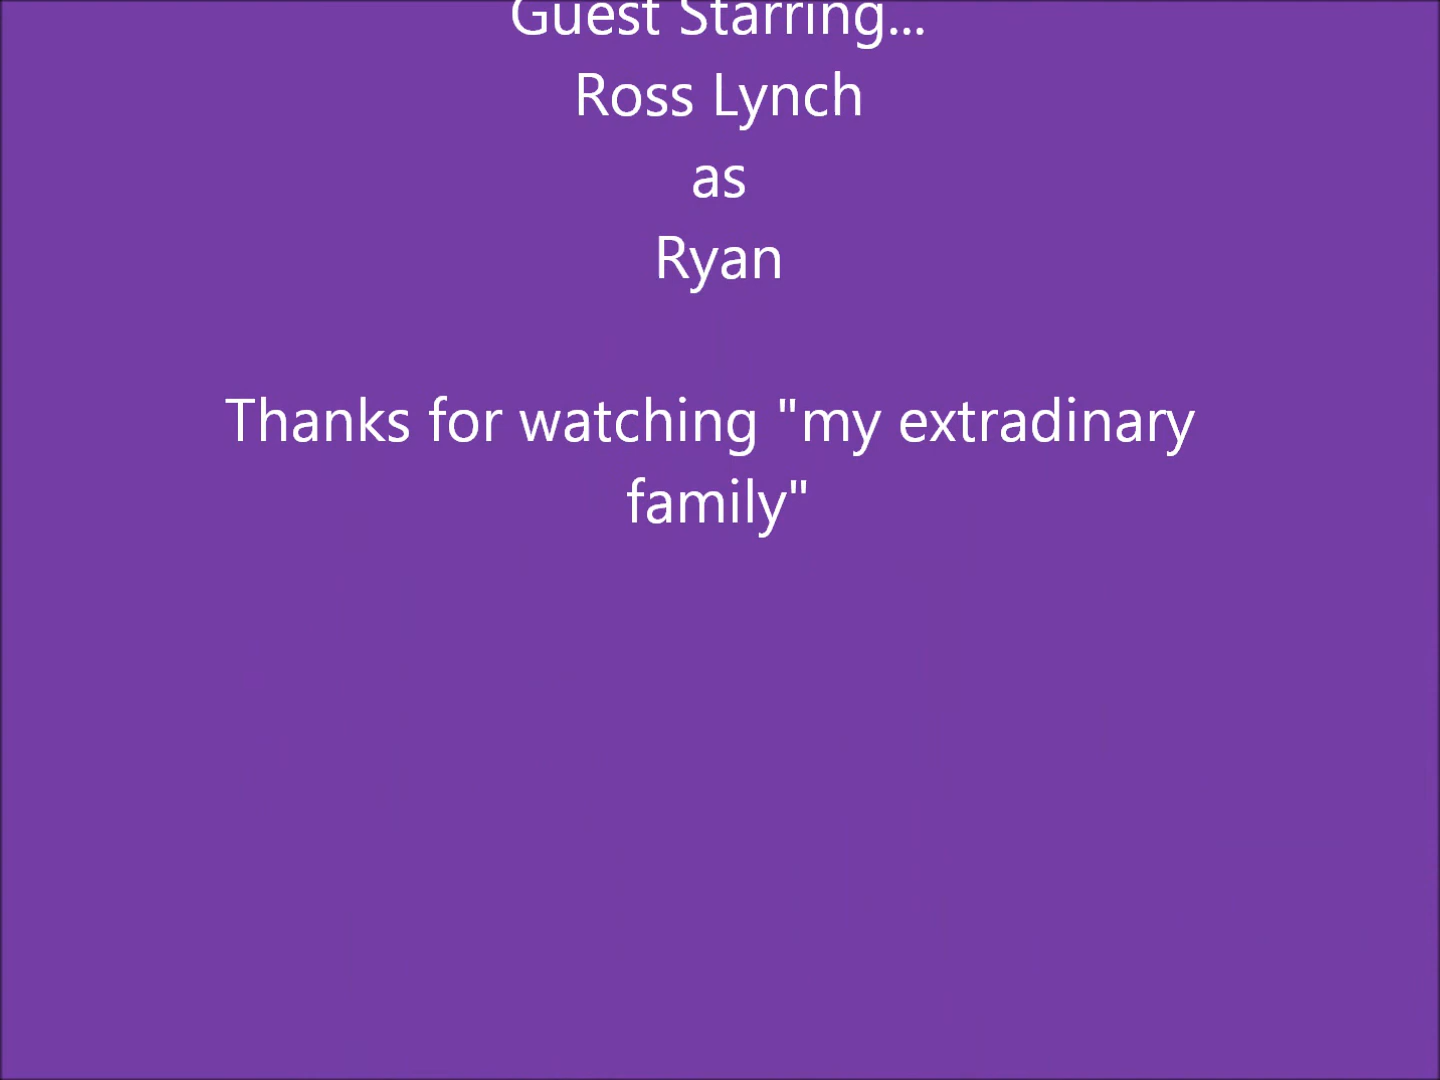 Guest Starring...
Ross Lynch
as
Ryan
Thanks for watching "my extradinary
family"